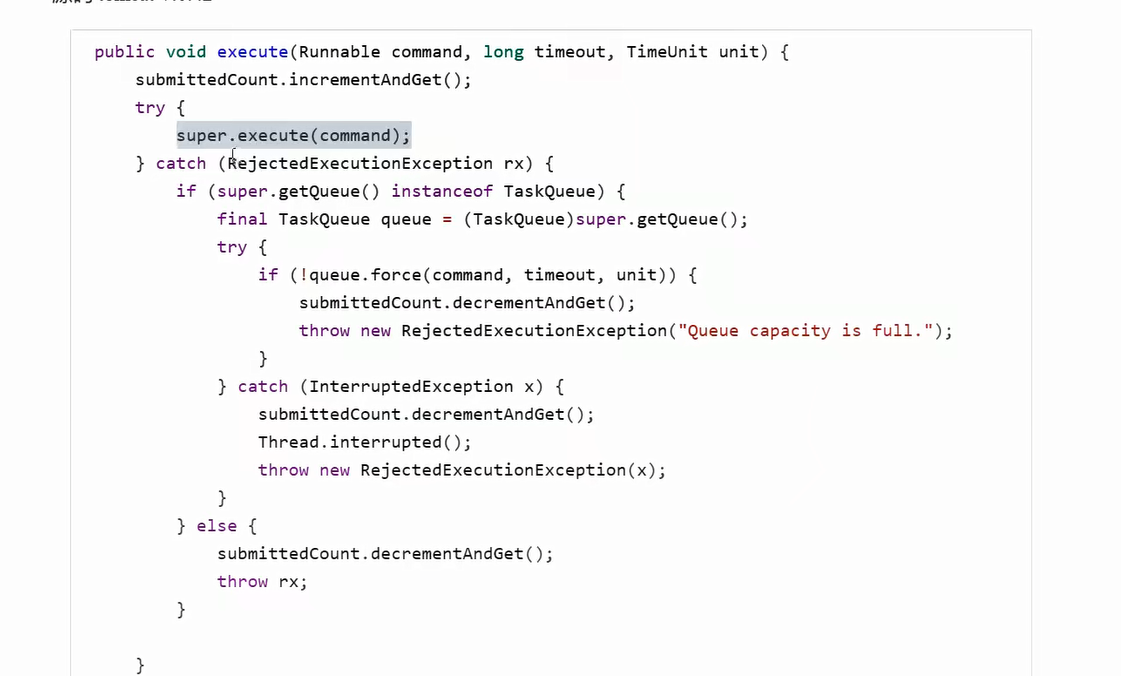 public void execute(Runnable command, long timeout, TimeUnit unit) {
submittedCount.incrementAndGet();
try {
super.execute(command);
} catch (RejectedExecutionException rx) {
if (super.getQueue() instanceof TaskQueue) {
final TaskQueue queue = (TaskQueue)super.getQueue();
try {
if (!queue.force(command, timeout, unit)) {
submittedCount.decrementAndGet();
throw new RejectedExecutionException("Queue capacity is full.");
}
} catch (InterruptedException x) {
submittedCount.decrementAndGet();
Thread.interrupted();
throw new RejectedExecutionException(x);
}
} else {
submittedCount.decrementAndGet();
throw rx;
}
}